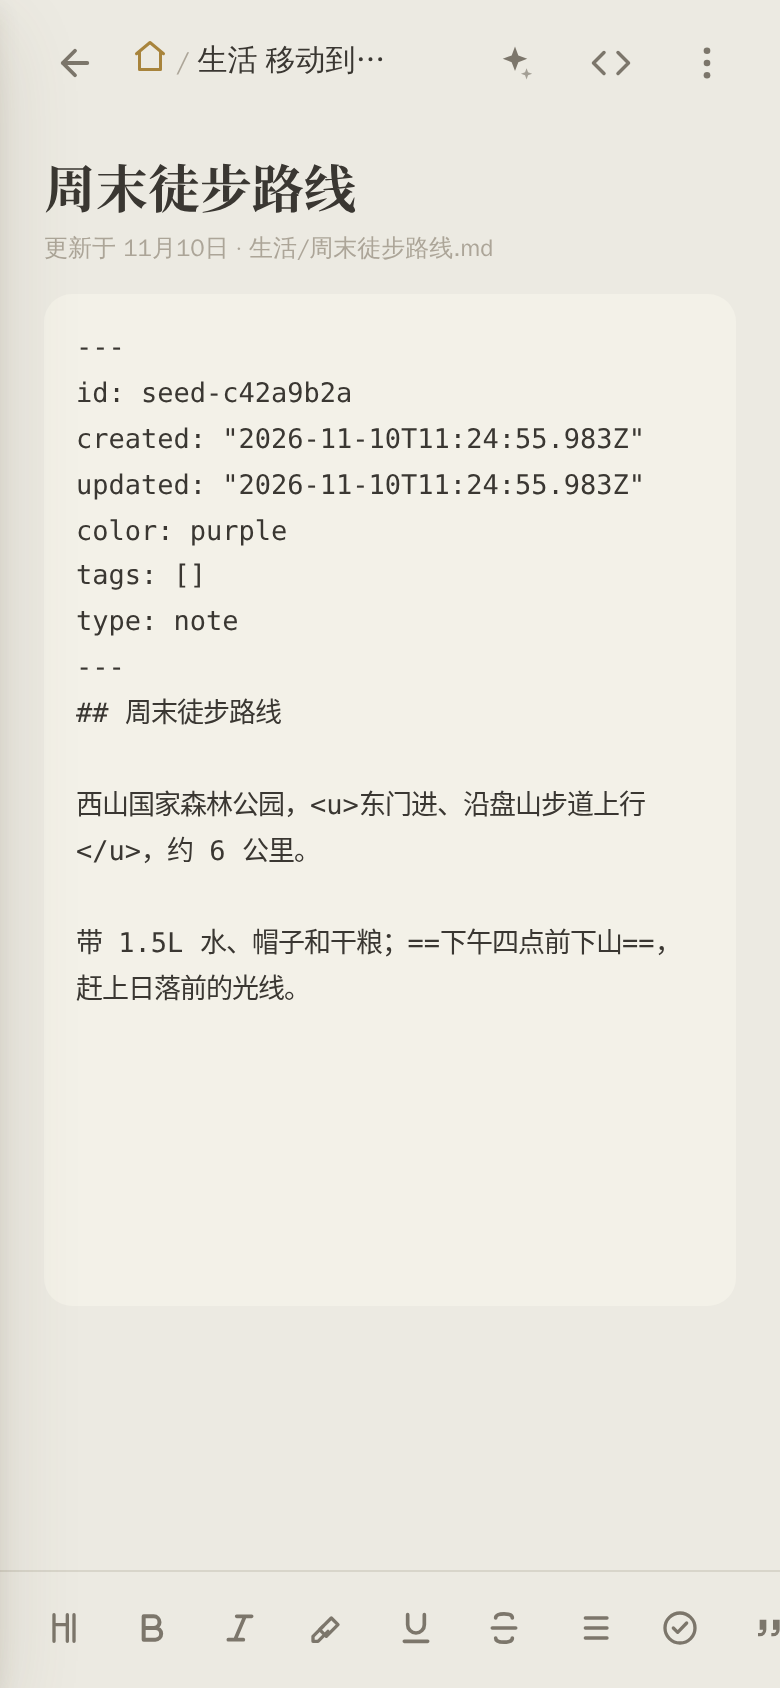 / 生活 移动到···
周末徒步路线
更新于 11月10日 · 生活/周末徒步路线.md
---
id: seed-c42a9b2a
created: "2026-11-10T11:24:55.983Z"
updated: "2026-11-10T11:24:55.983Z"
color: purple
tags: []
type: note
---
## 周末徒步路线
西山国家森林公园，<u>东门进、沿盘山步道上行
</u>，约 6 公里。
带 1.5L 水、帽子和干粮；==下午四点前下山==，
赶上日落前的光线。